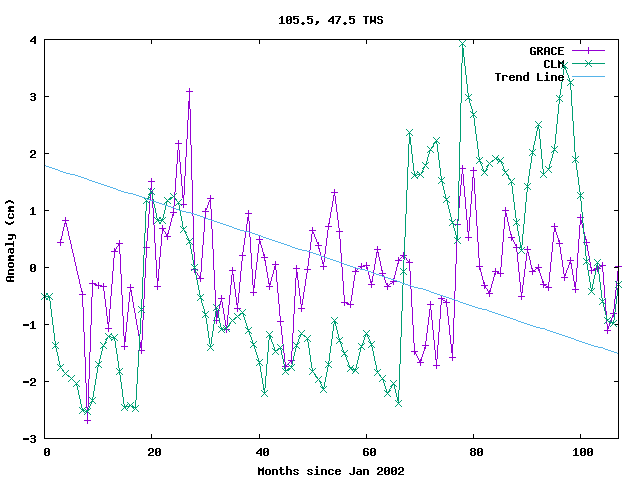 105.5, 47.5 TWS
GRACE
CLM
Trend Line
4
3
2
1
0
-1
-2
-3
Anomaly (cm)
0 20 40 60 80 100
Months since Jan 2002